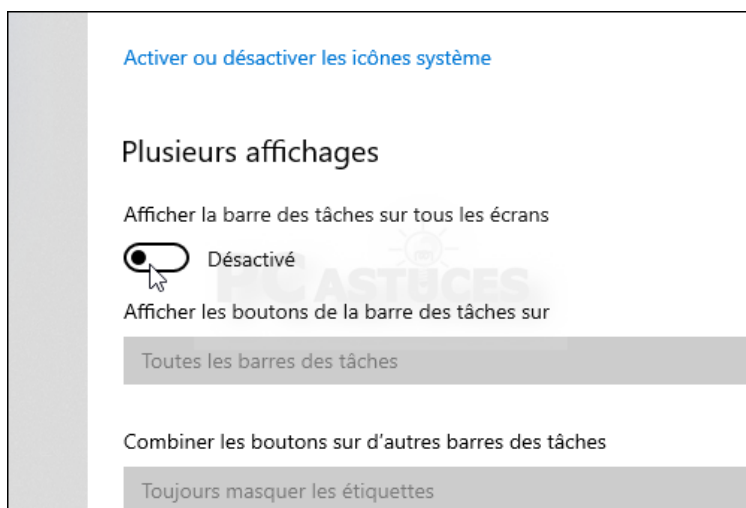 Activer ou désactiver les icônes système
Plusieurs affichages
Afficher la barre des tâches sur tous les écrans
Désactivé
PC ASTUCES
Afficher les boutons de la barre des tâches sur
Toutes les barres des tâches
Combiner les boutons sur d'autres barres des tâches
Toujours masquer les étiquettes